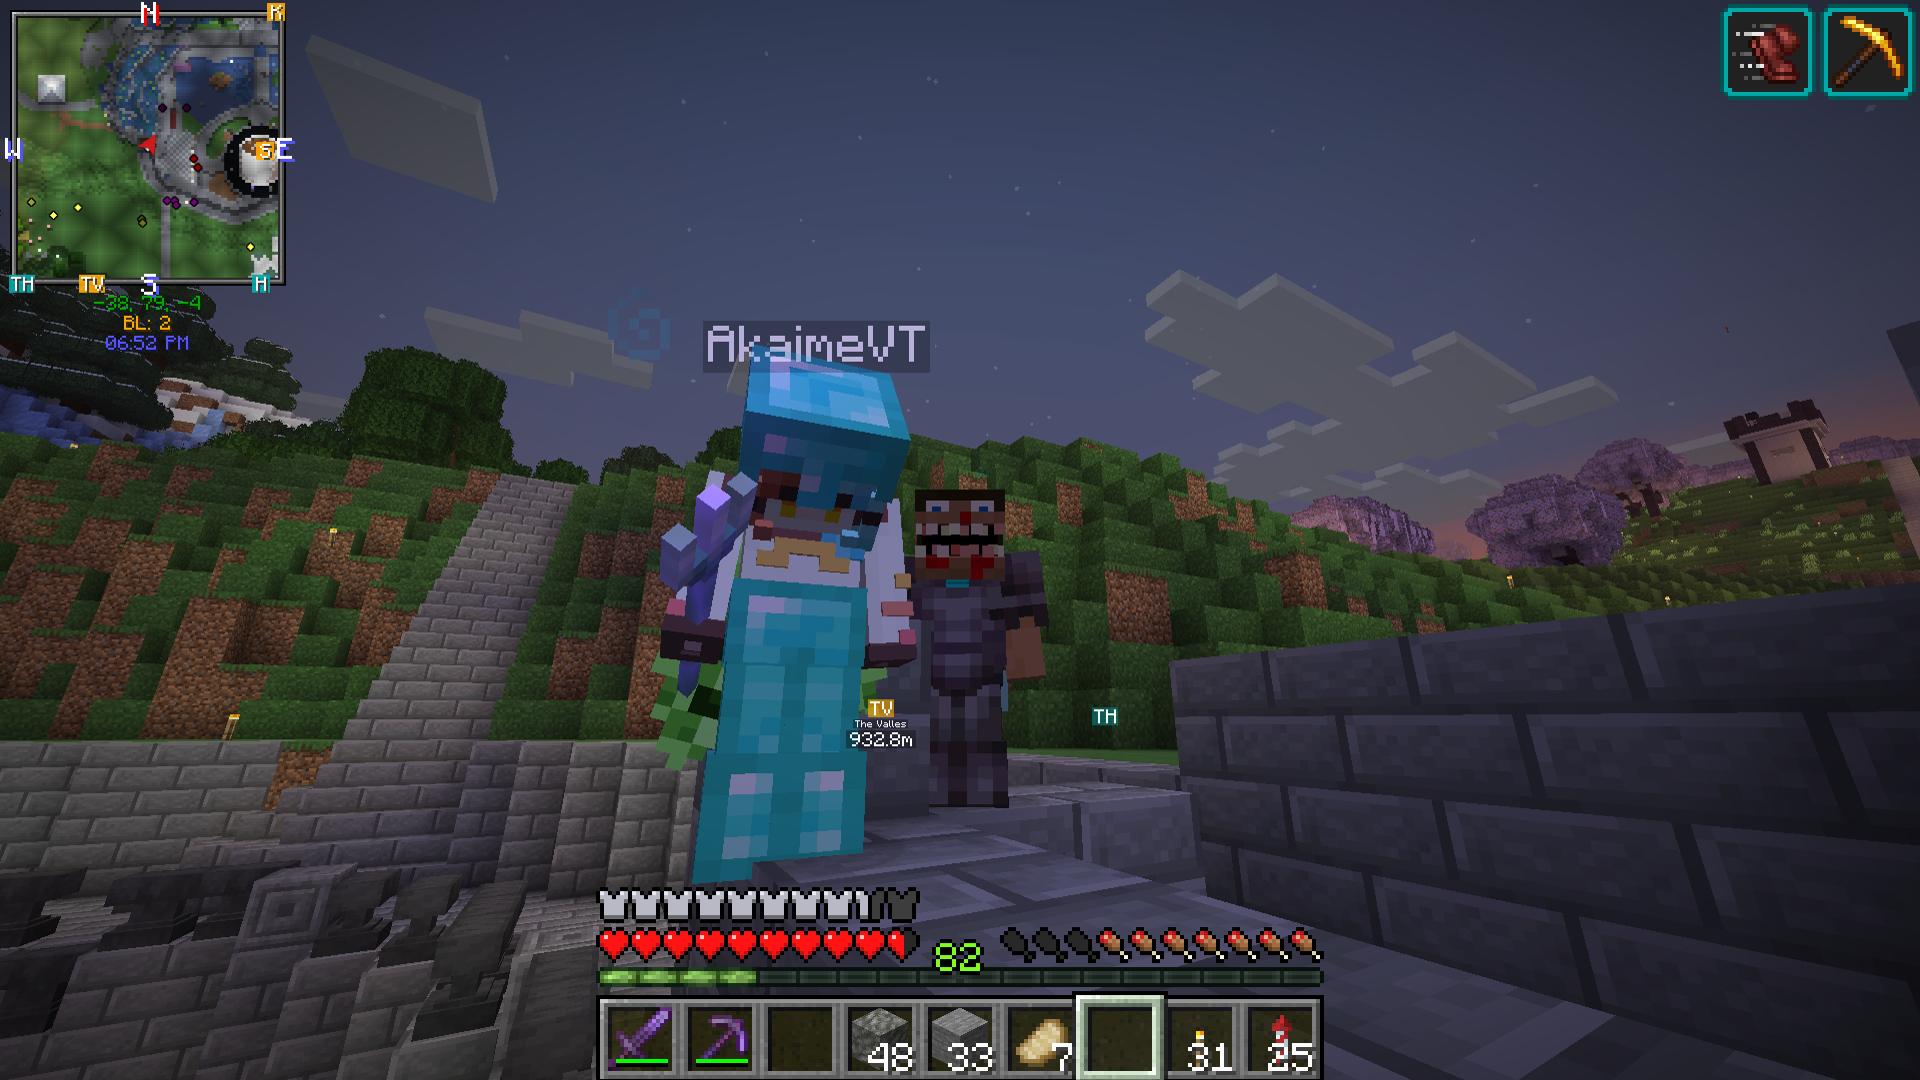 N
K
W
S
E
TH
TV
S
H
-38, 79, -4
BL: 2
06:52 PM
AkaimeVT
TV
The Valles
932.8m
TH
82
48
33
7
31
25